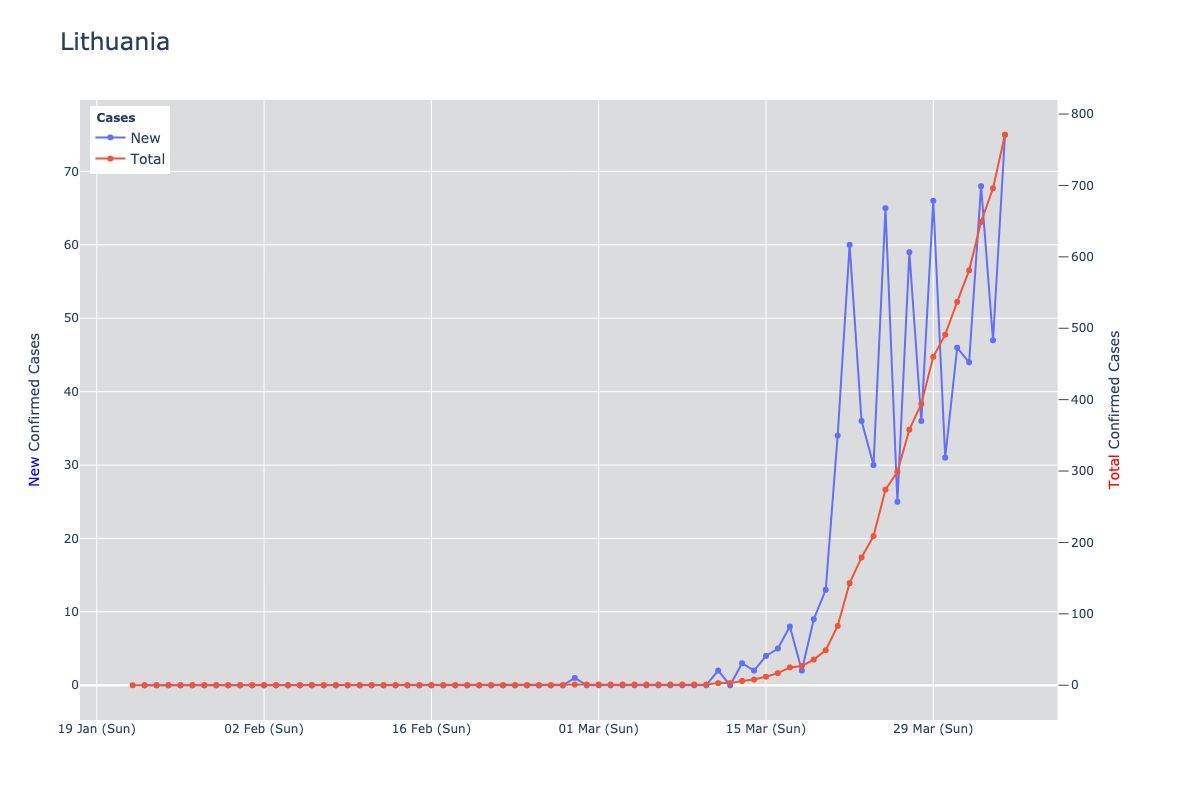 Lithuania
Cases
New
Total
70
60
50
40
30
20
10
0
800
700
600
500
400
300
200
100
0
New Confirmed Cases
Total Confirmed Cases
19 Jan (Sun)
02 Feb (Sun)
16 Feb (Sun)
01 Mar (Sun)
15 Mar (Sun)
29 Mar (Sun)